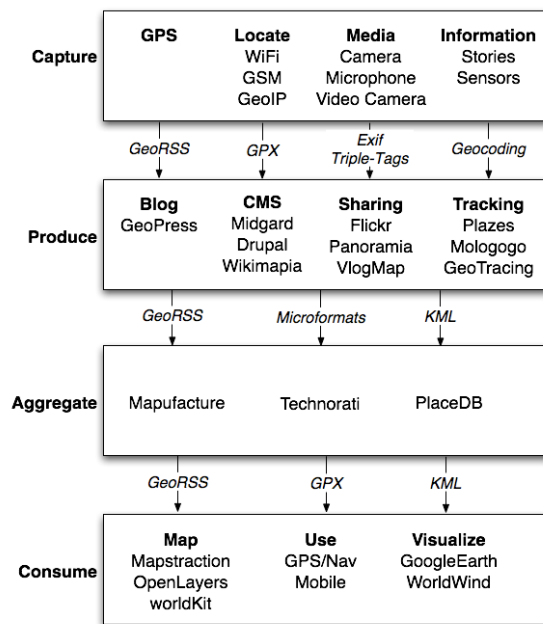 GPS Locate Media Information
Capture WiFi Camera Stories
GSM Microphone Sensors
GeoIP Video Camera
GeoRSS GPX Exif Triple-Tags Geocoding
Blog CMS Sharing Tracking
GeoPress Midgard Flickr Plazes
Produce Drupal Panoramia Mologogo
Wikimapia VlogMap GeoTracing
GeoRSS Microformats KML
Aggregate Mapufacture Technorati PlaceDB
GeoRSS GPX KML
Map Use Visualize
Mapstraction GPS/Nav GoogleEarth
Consume OpenLayers Mobile WorldWind
worldKit